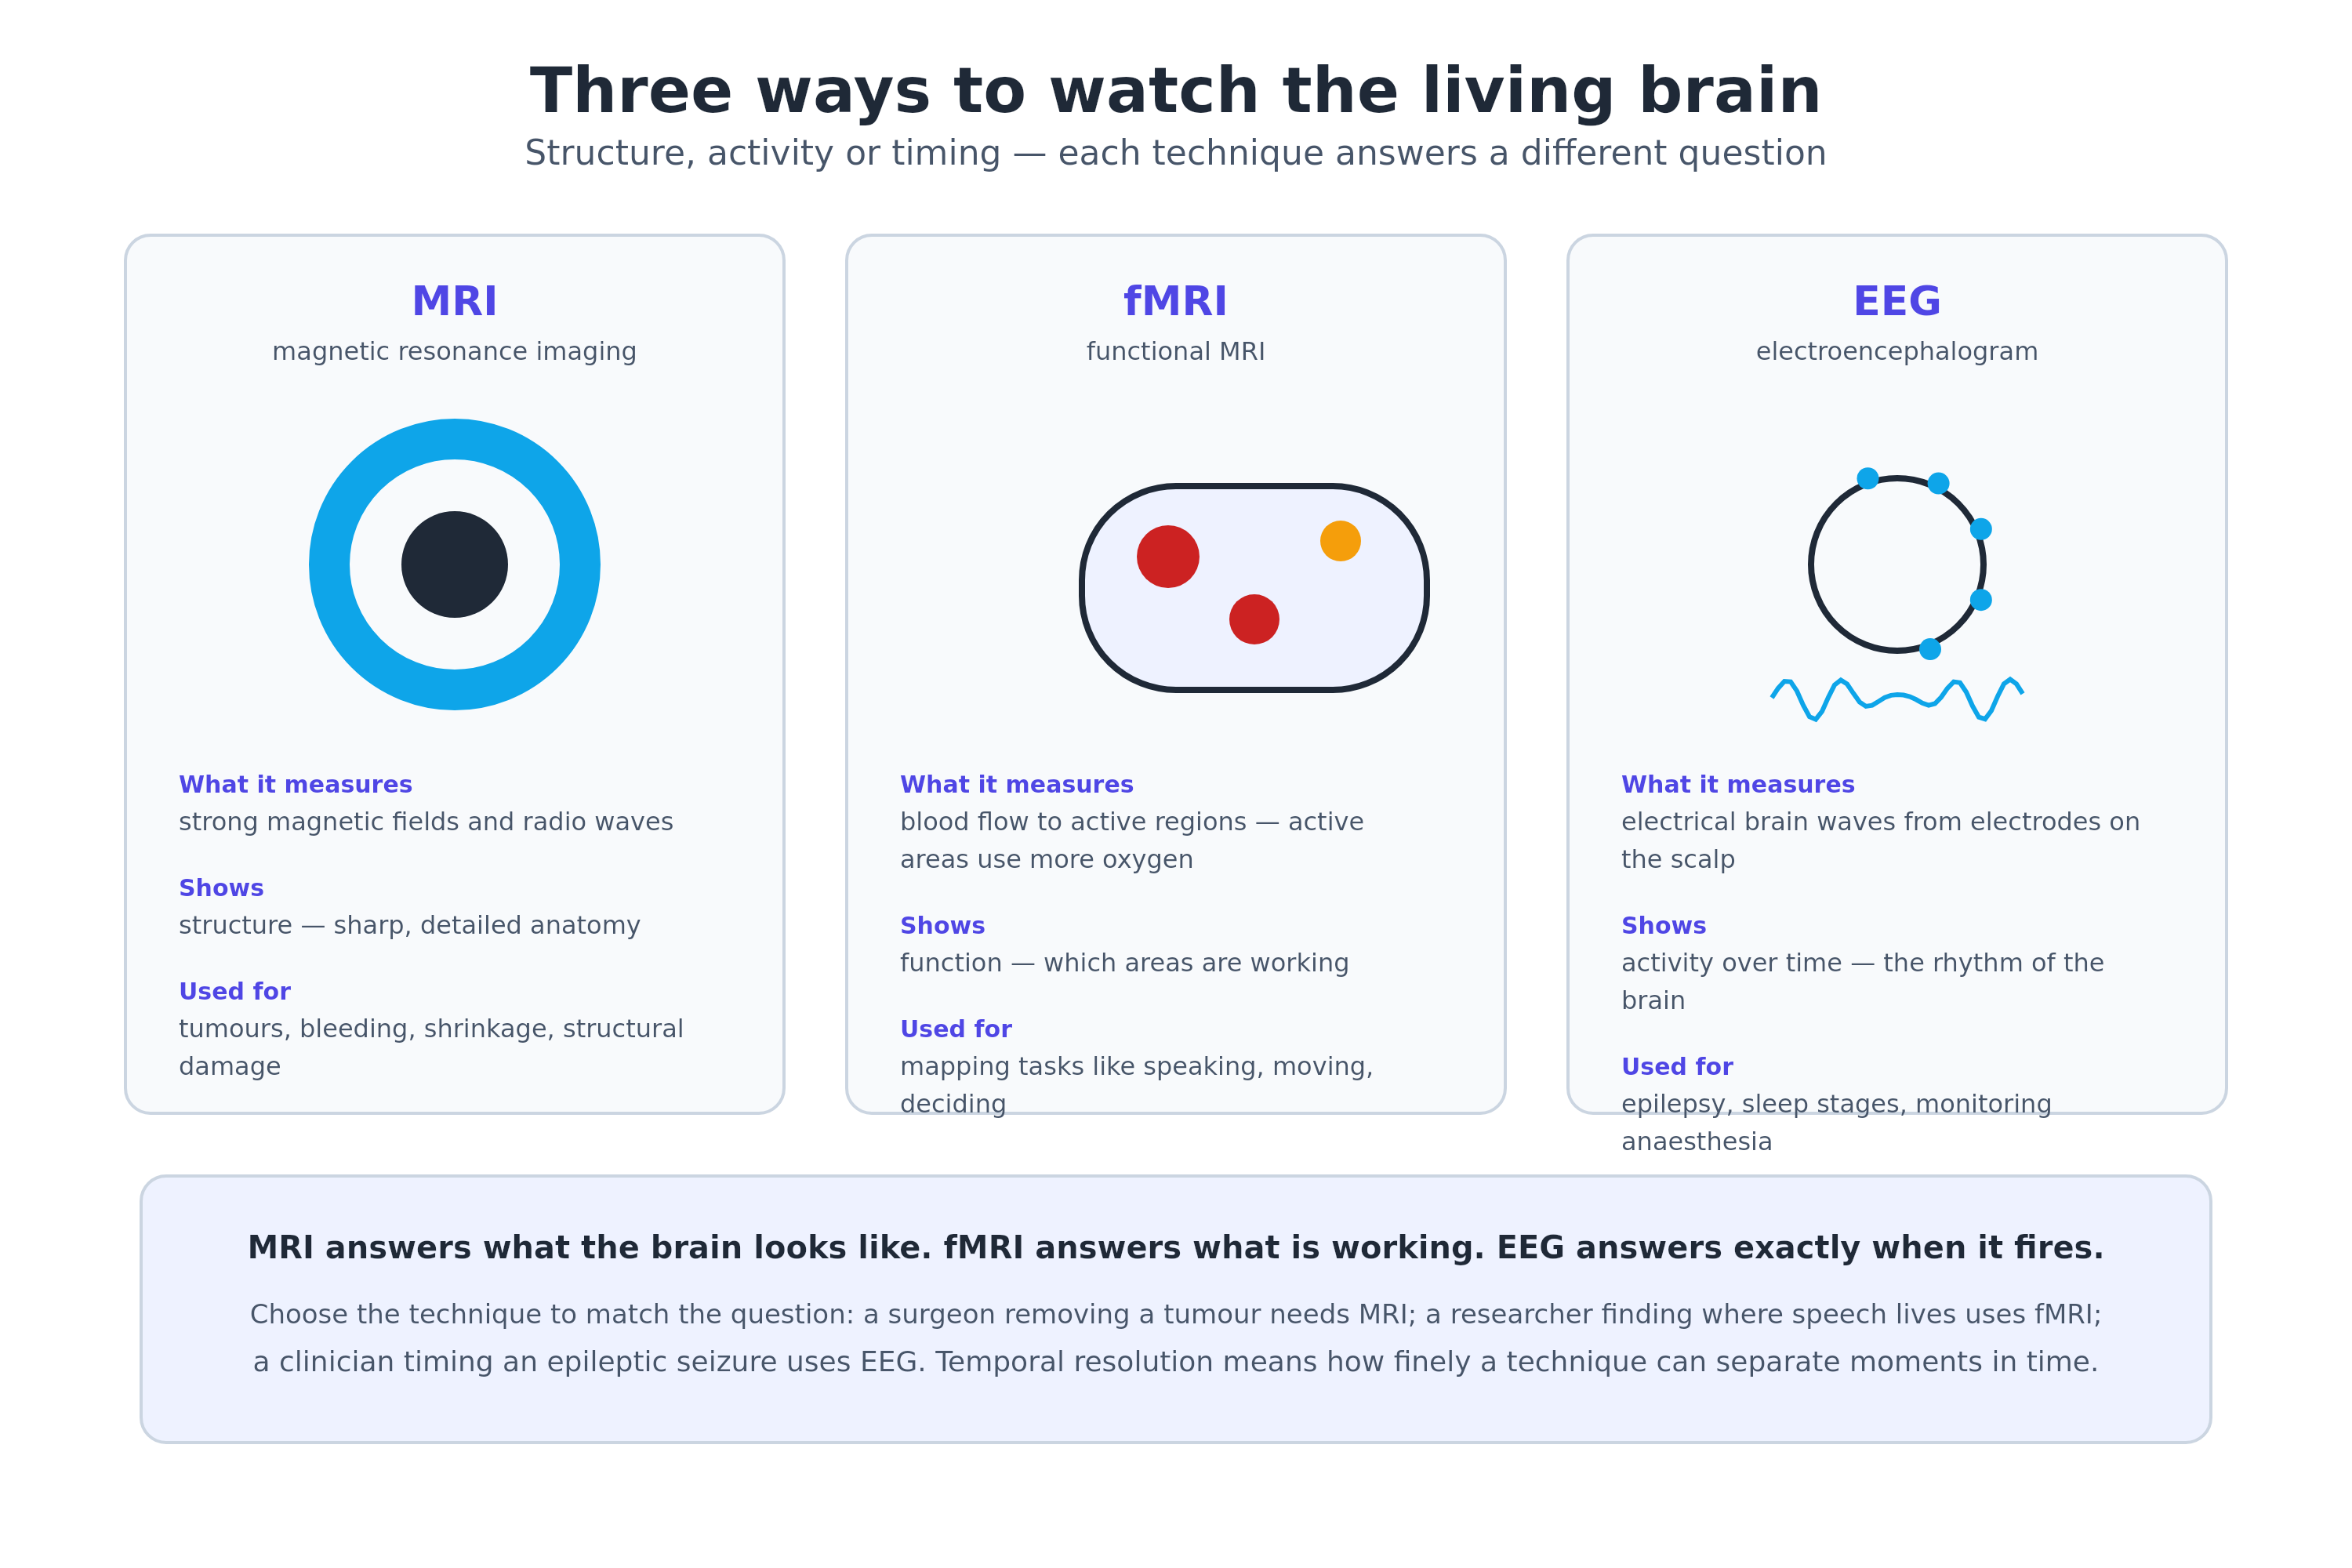 Three ways to watch the living brain
Structure, activity or timing — each technique answers a different question
MRI
magnetic resonance imaging
What it measures
strong magnetic fields and radio waves
Shows
structure — sharp, detailed anatomy
Used for
tumours, bleeding, shrinkage, structural
damage
fMRI
functional MRI
What it measures
blood flow to active regions — active
areas use more oxygen
Shows
function — which areas are working
Used for
mapping tasks like speaking, moving,
deciding
EEG
electroencephalogram
What it measures
electrical brain waves from electrodes on
the scalp
Shows
activity over time — the rhythm of the
brain
Used for
epilepsy, sleep stages, monitoring
anaesthesia
MRI answers what the brain looks like. fMRI answers what is working. EEG answers exactly when it fires.
Choose the technique to match the question: a surgeon removing a tumour needs MRI; a researcher finding where speech lives uses fMRI;
a clinician timing an epileptic seizure uses EEG. Temporal resolution means how finely a technique can separate moments in time.